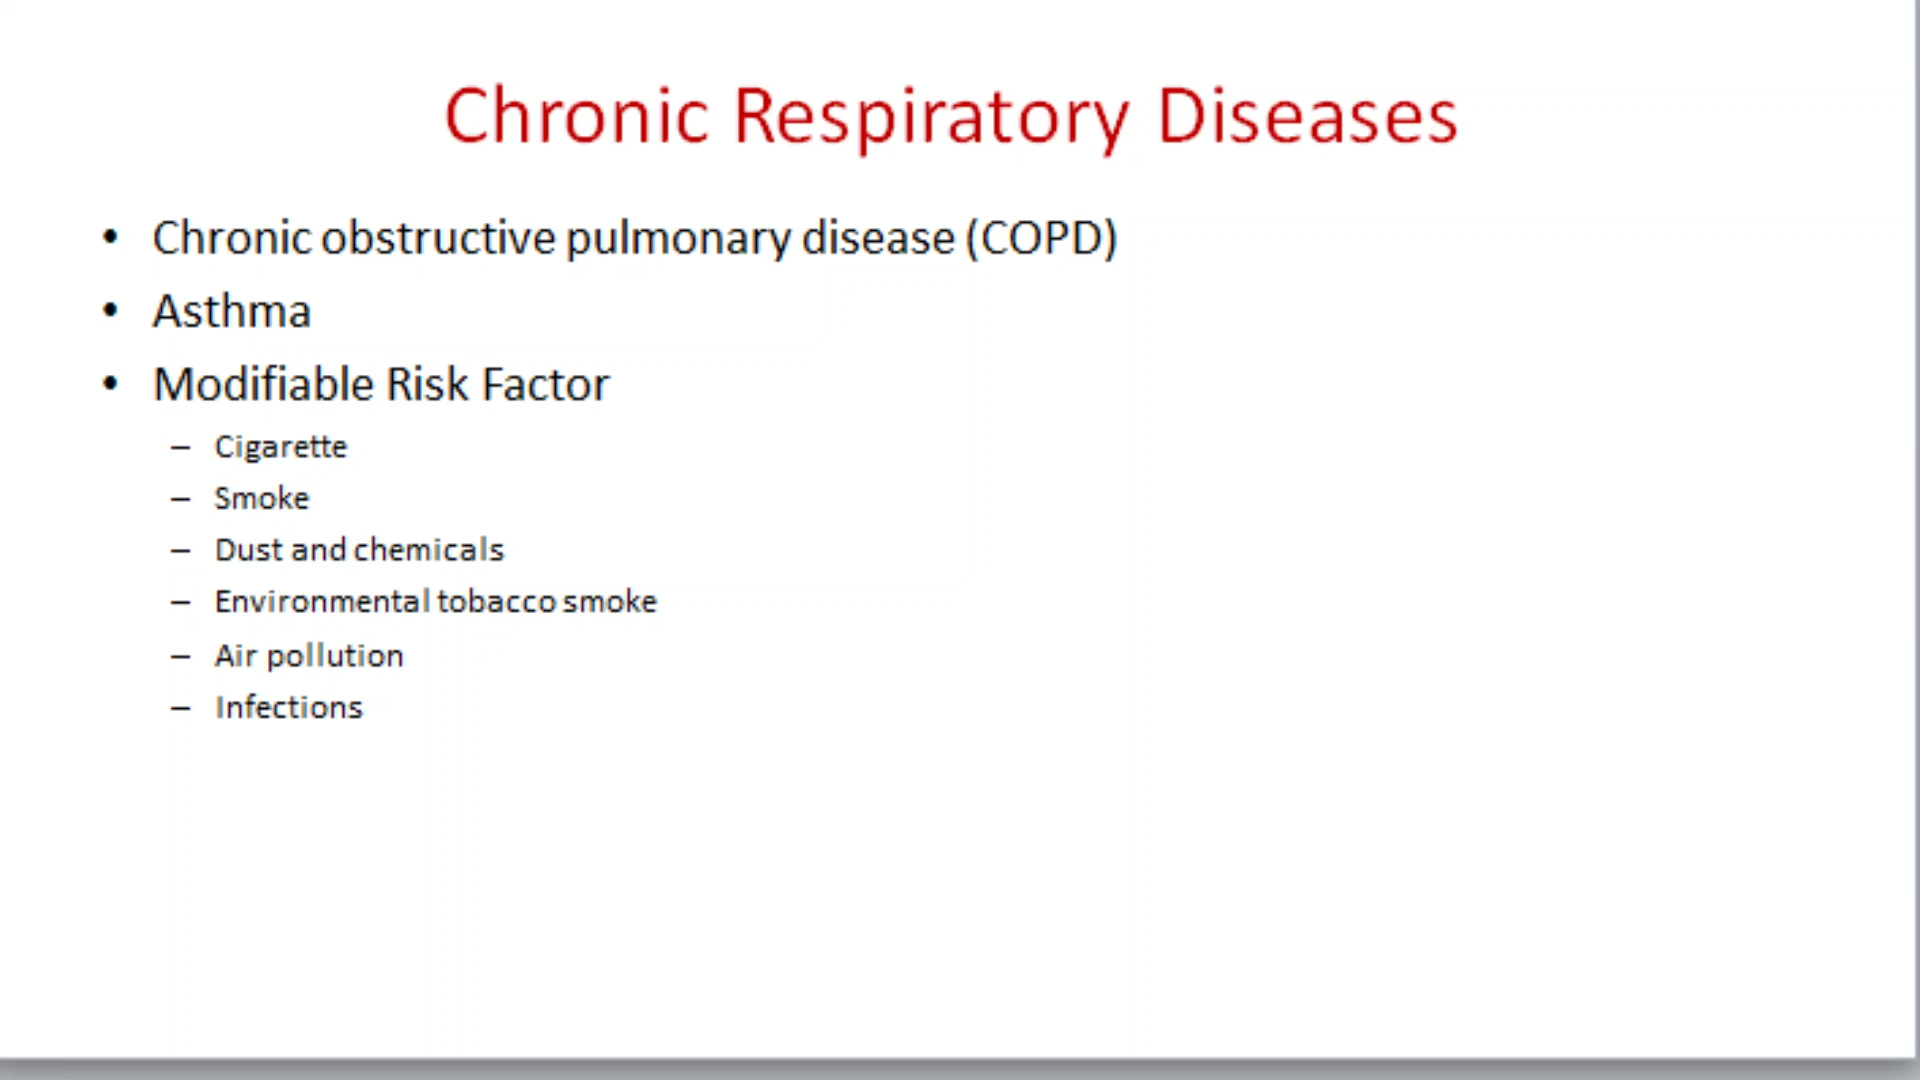 Chronic Respiratory Diseases
• Chronic obstructive pulmonary disease (COPD)
• Asthma
• Modifiable Risk Factor
– Cigarette
– Smoke
– Dust and chemicals
– Environmental tobacco smoke
– Air pollution
– Infections